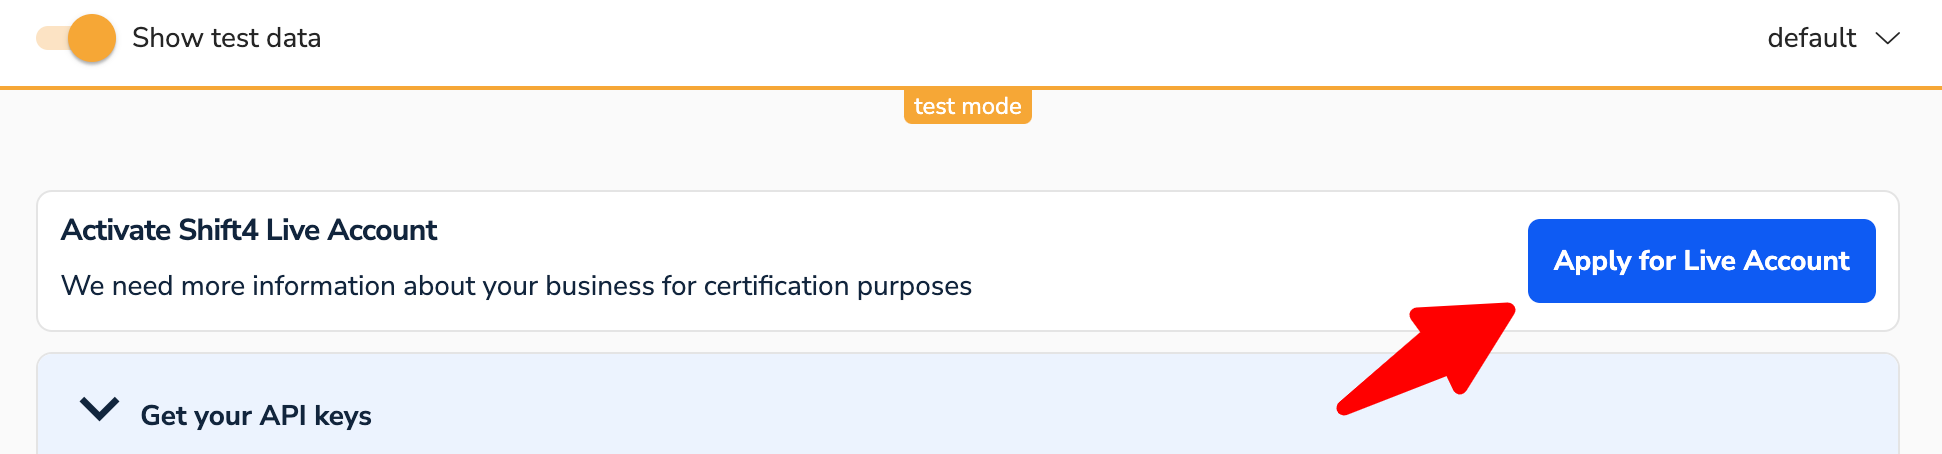 Show test data
default
test mode
Activate Shift4 Live Account
We need more information about your business for certification purposes
Apply for Live Account
Get your API keys